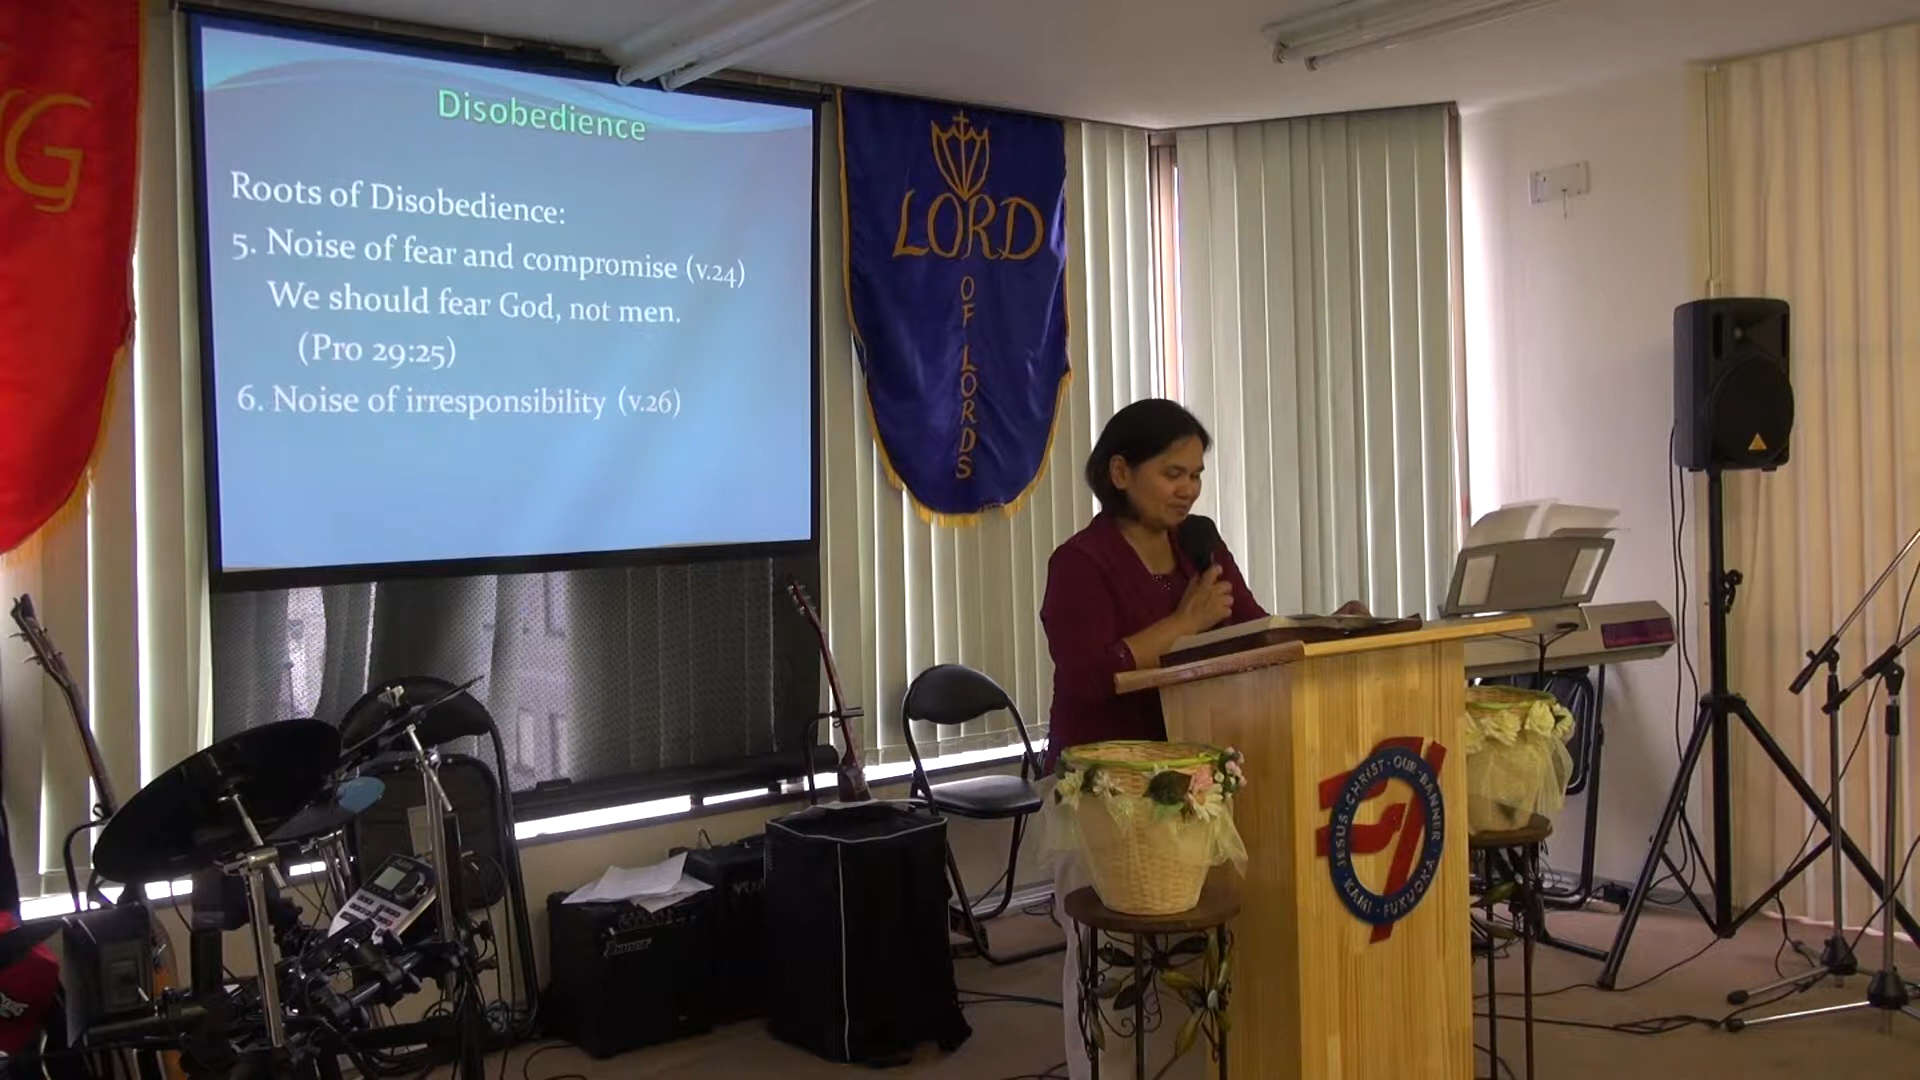 Disobedience
Roots of Disobedience:
5. Noise of fear and compromise (v.24)
We should fear God, not men.
(Pro 29:25)
6. Noise of irresponsibility (v.26)
G
LORD
OF LORDS
JESUS · CHRIST · OUR · BANNER · KAMI · FUKUOKA
Ibanez